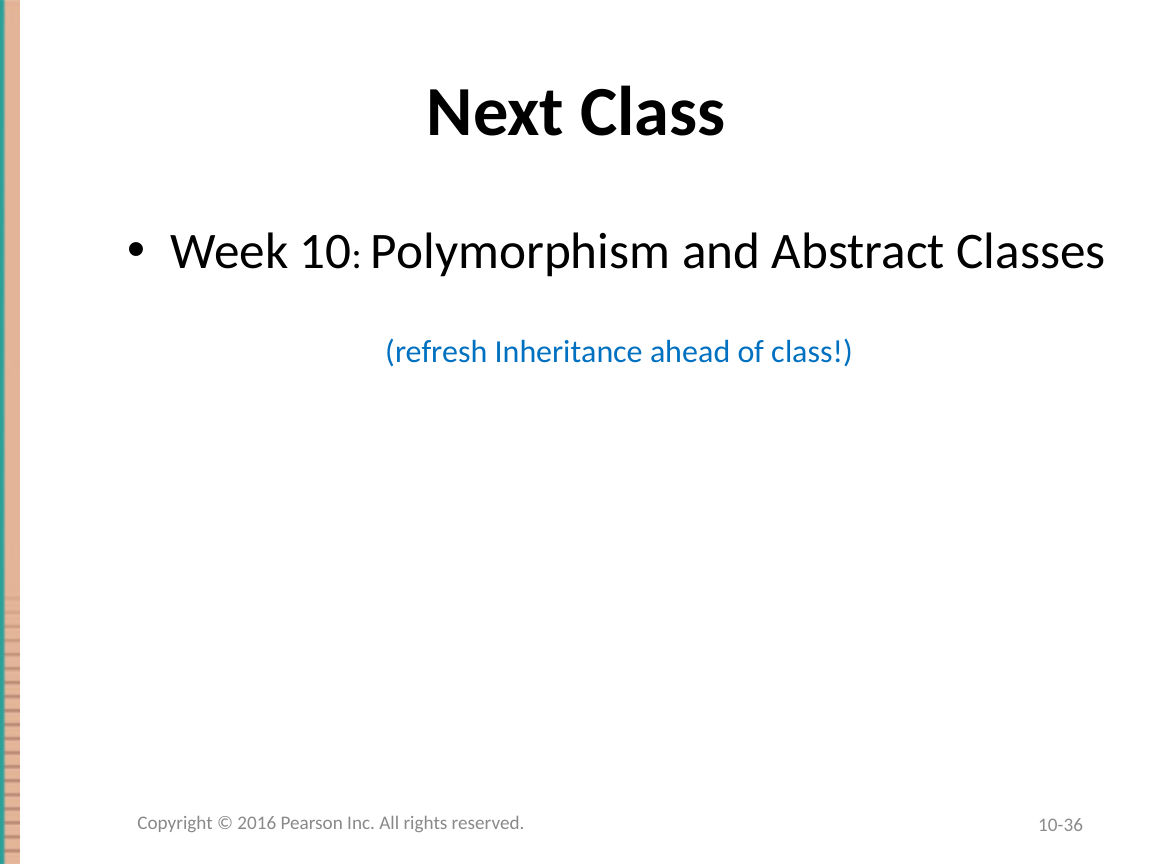 Next Class
• Week 10: Polymorphism and Abstract Classes
(refresh Inheritance ahead of class!)
Copyright © 2016 Pearson Inc. All rights reserved.
10-36